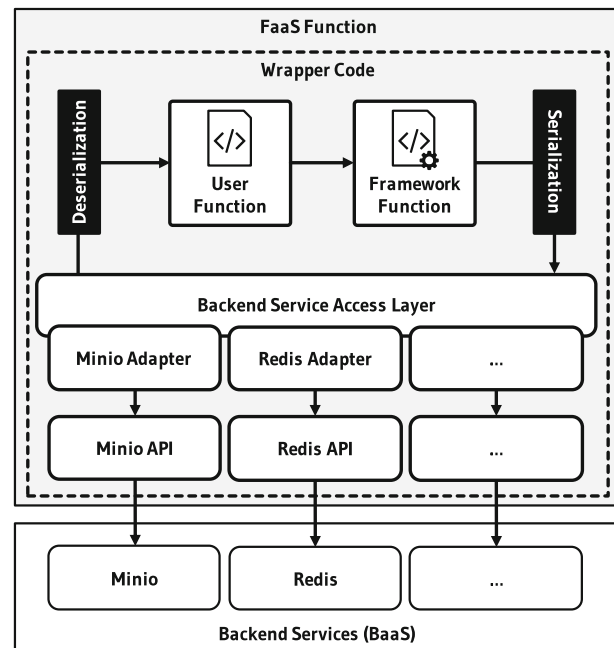 FaaS Function
Wrapper Code
Deserialization
</>
User
Function
</>
Framework
Function
Serialization
Backend Service Access Layer
Minio Adapter
Redis Adapter
...
Minio API
Redis API
...
Minio
Redis
...
Backend Services (BaaS)